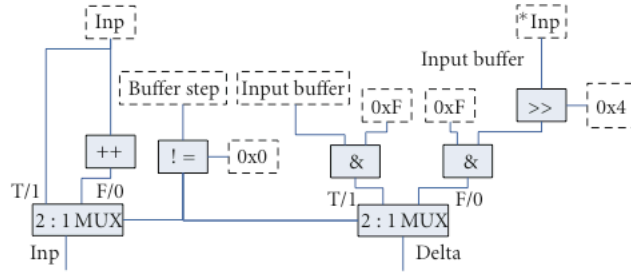 Inp
*Inp
Input buffer
Buffer step
Input buffer
0xF
0xF
>>
0x4
++
! =
0x0
&
&
T/1
F/0
T/1
F/0
2 : 1 MUX
2 : 1 MUX
Inp
Delta